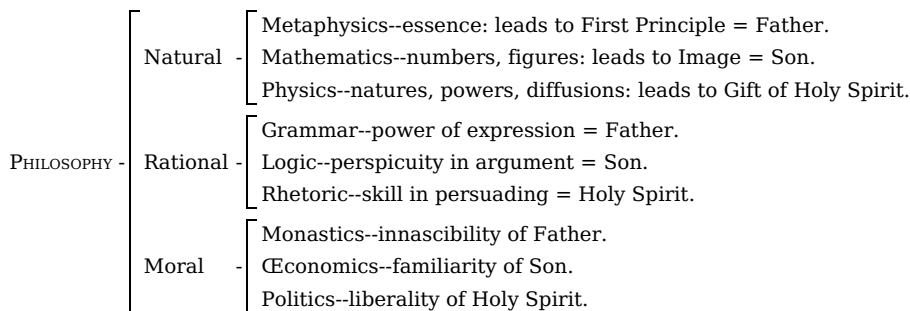 Metaphysics--essence: leads to First Principle = Father.
Natural - Mathematics--numbers, figures: leads to Image = Son.
Physics--natures, powers, diffusions: leads to Gift of Holy Spirit.
Grammar--power of expression = Father.
PHILOSOPHY - Rational - Logic--perspicuity in argument = Son.
Rhetoric--skill in persuading = Holy Spirit.
Monastics--innascibility of Father.
Moral - Œconomics--familiarity of Son.
Politics--liberality of Holy Spirit.